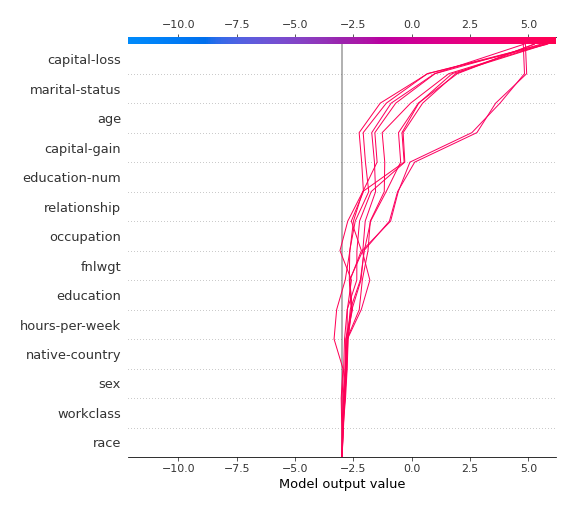 −10.0 −7.5 −5.0 −2.5 0.0 2.5 5.0
capital-loss
marital-status
age
capital-gain
education-num
relationship
occupation
fnlwgt
education
hours-per-week
native-country
sex
workclass
race
−10.0 −7.5 −5.0 −2.5 0.0 2.5 5.0
Model output value